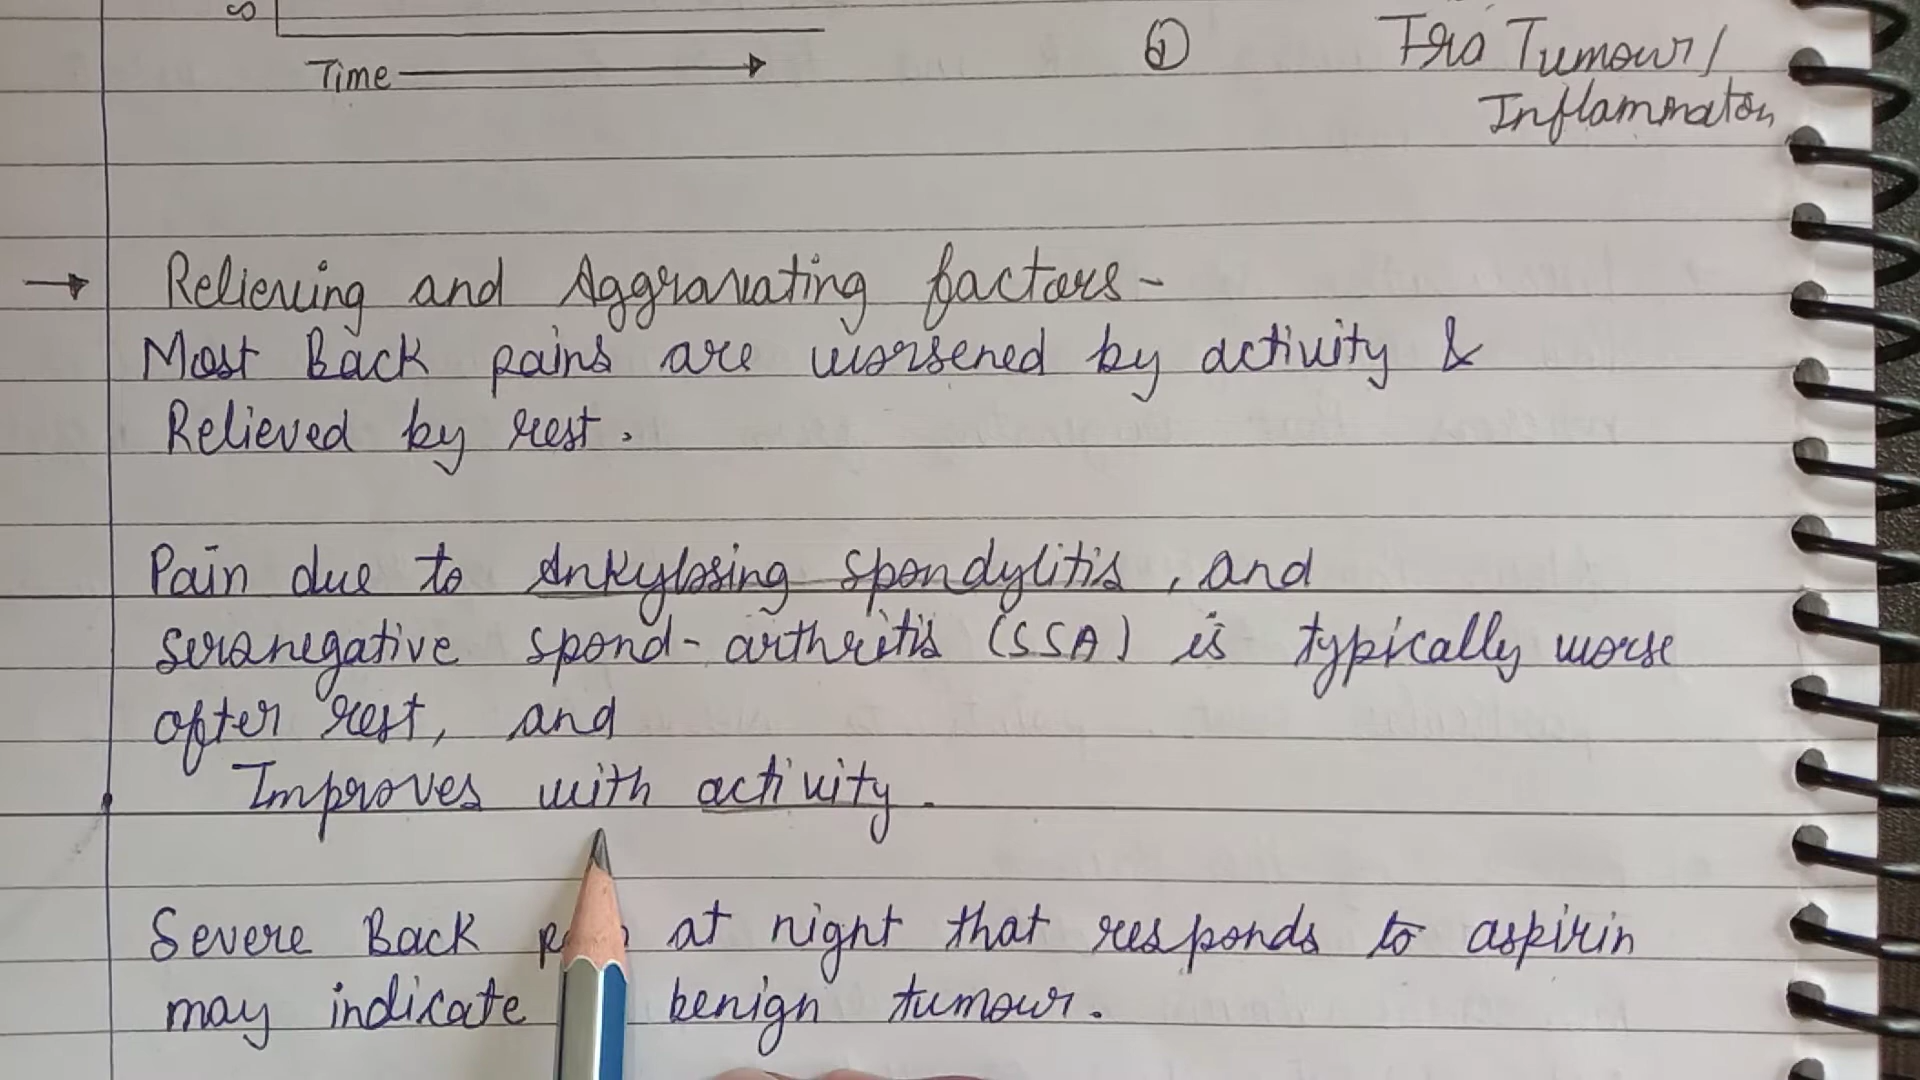 Time
Tumour/
Inflammaton
→ Relieving and Aggravating factors-
Most Back pains are worsened by activity &
Relieved by rest.
Pain due to Ankylosing spondylitis, and
seronegative spond-arthritis (SSA) is typically worse
after rest, and
Improves with activity.
Severe Back at night that responds to aspirin
may indicate benign tumour.